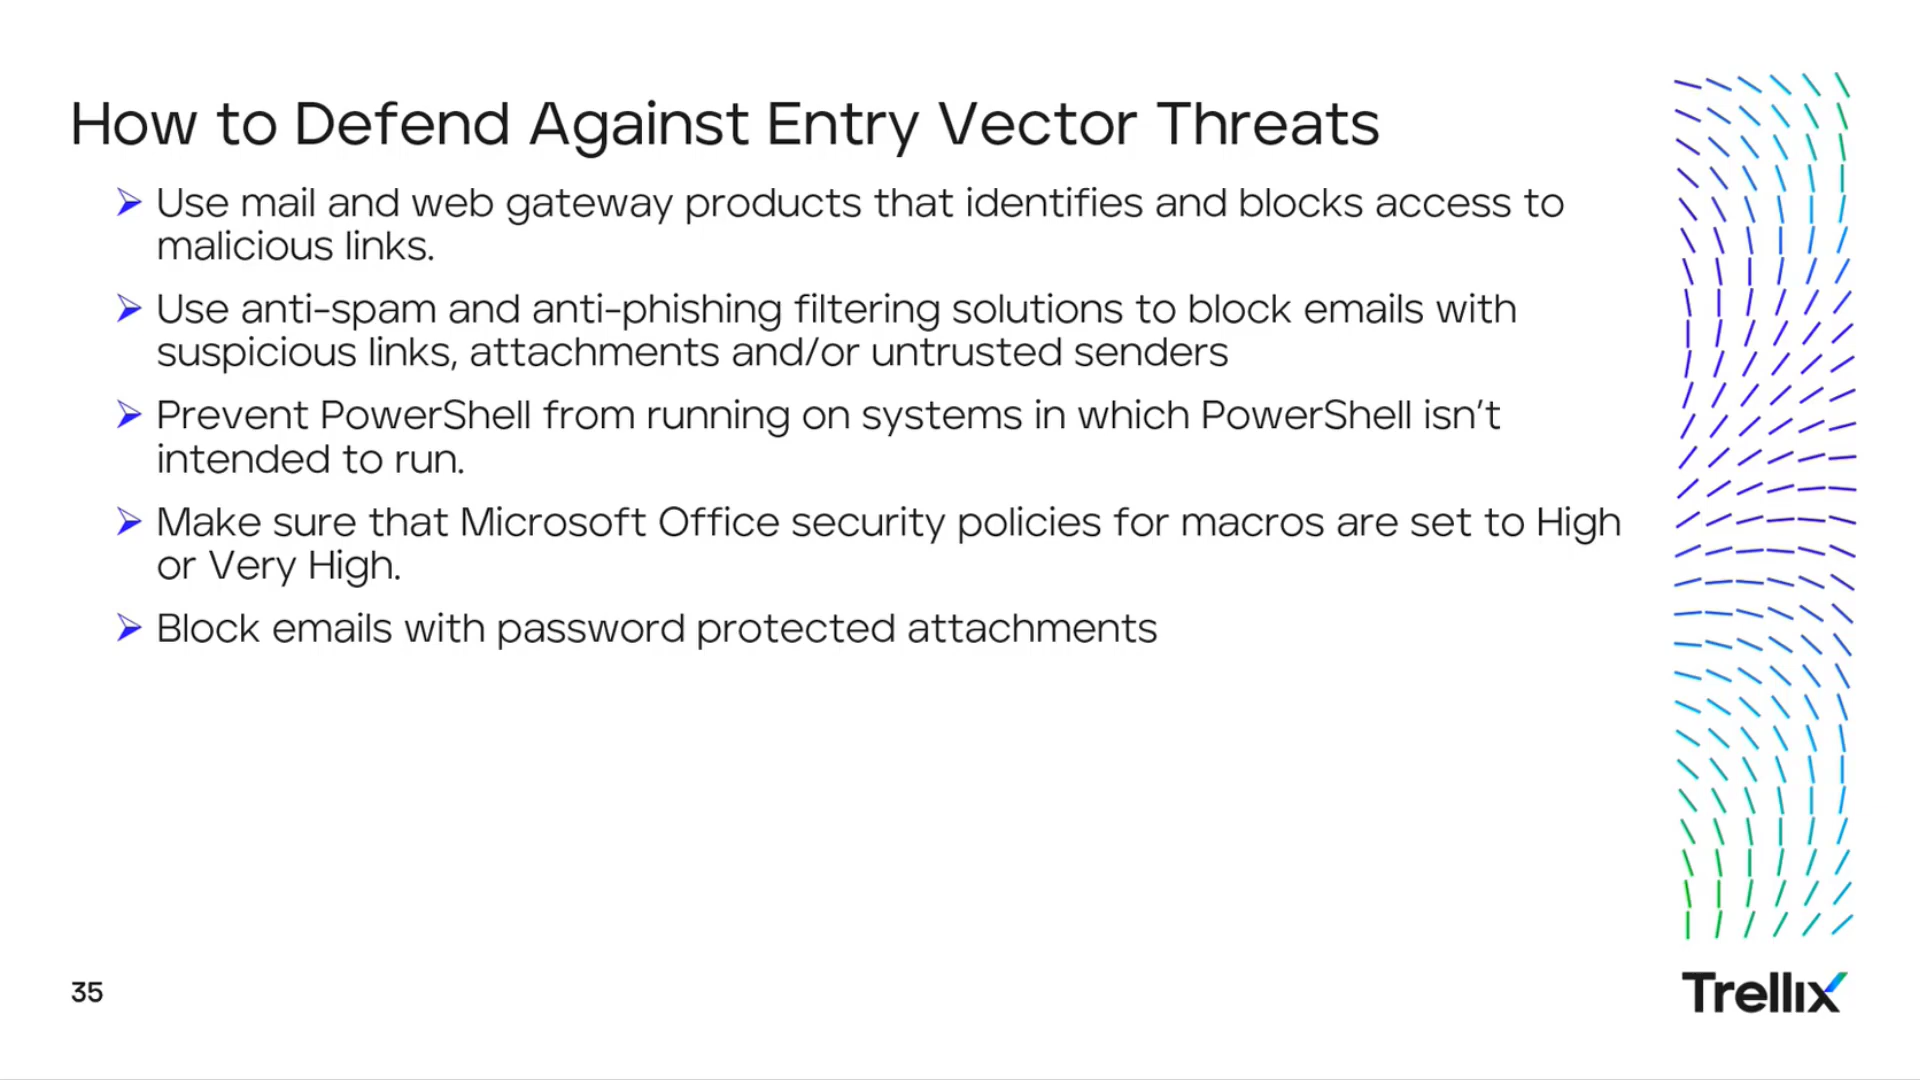 How to Defend Against Entry Vector Threats
Use mail and web gateway products that identifies and blocks access to
malicious links.
Use anti-spam and anti-phishing filtering solutions to block emails with
suspicious links, attachments and/or untrusted senders
Prevent PowerShell from running on systems in which PowerShell isn’t
intended to run.
Make sure that Microsoft Office security policies for macros are set to High
or Very High.
Block emails with password protected attachments
35
Trellix